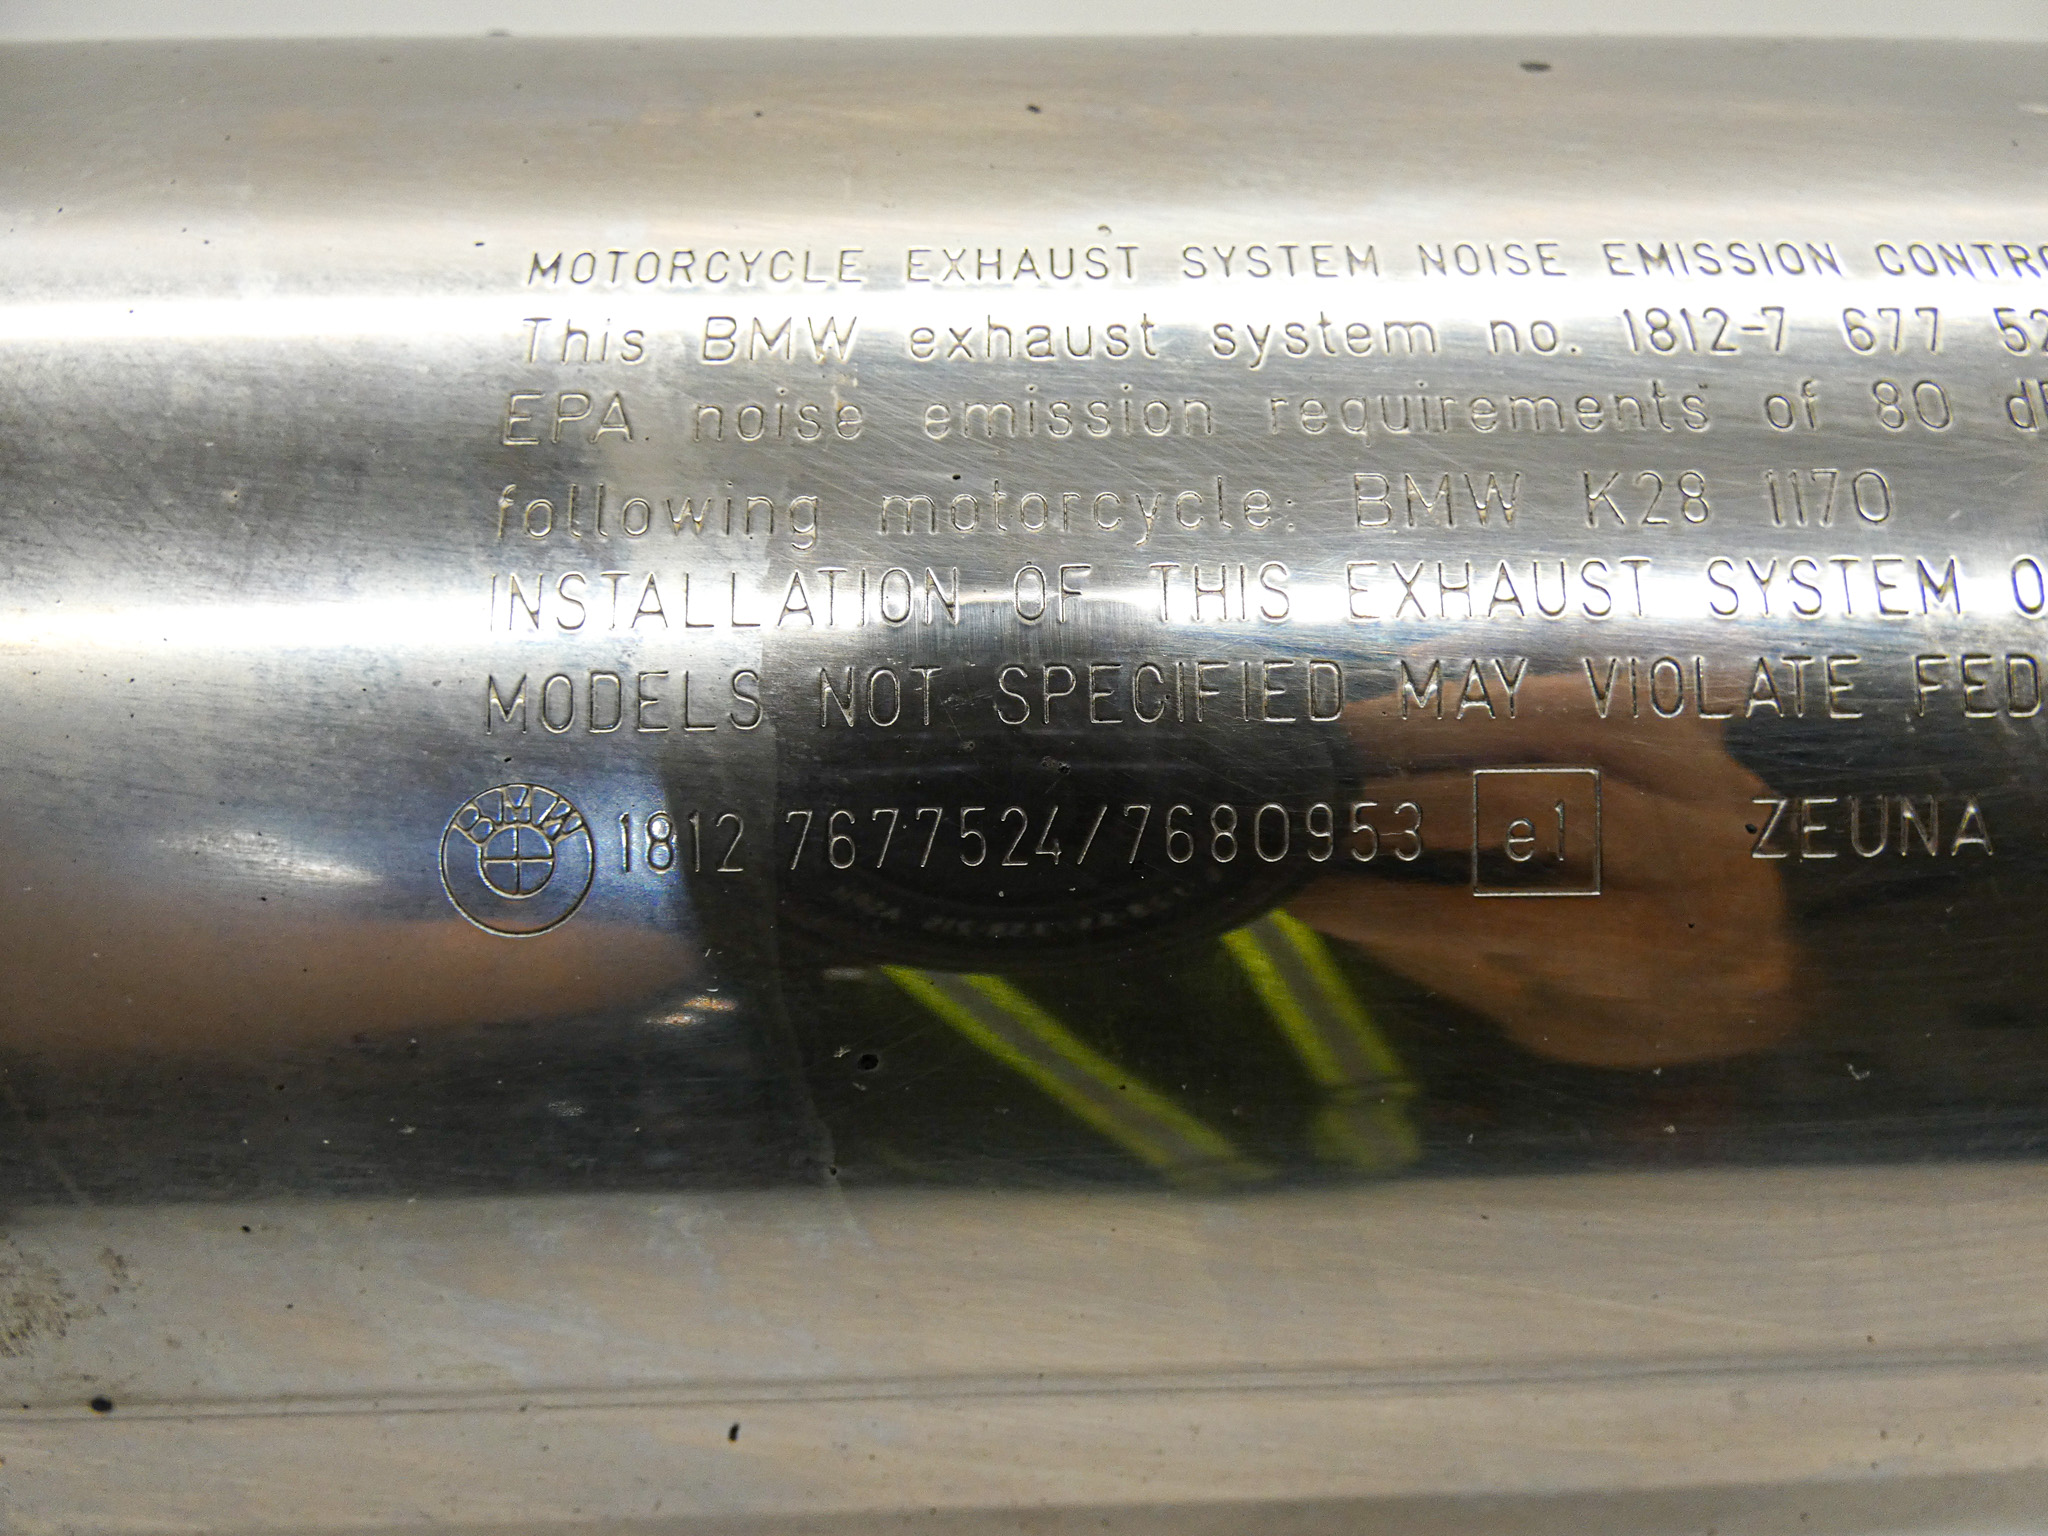 MOTORCYCLE EXHAUST SYSTEM NOISE EMISSION
This BMW exhaust system no. 1812-7 677
EPA noise emission requirements of 80
following motorcycle: BMW K28 1170
INSTALLATION OF THIS EXHAUST SYSTEM
MODELS NOT SPECIFIED MAY VIOLATE
BMW 1812 7677524/7680953 e1 ZEUNA